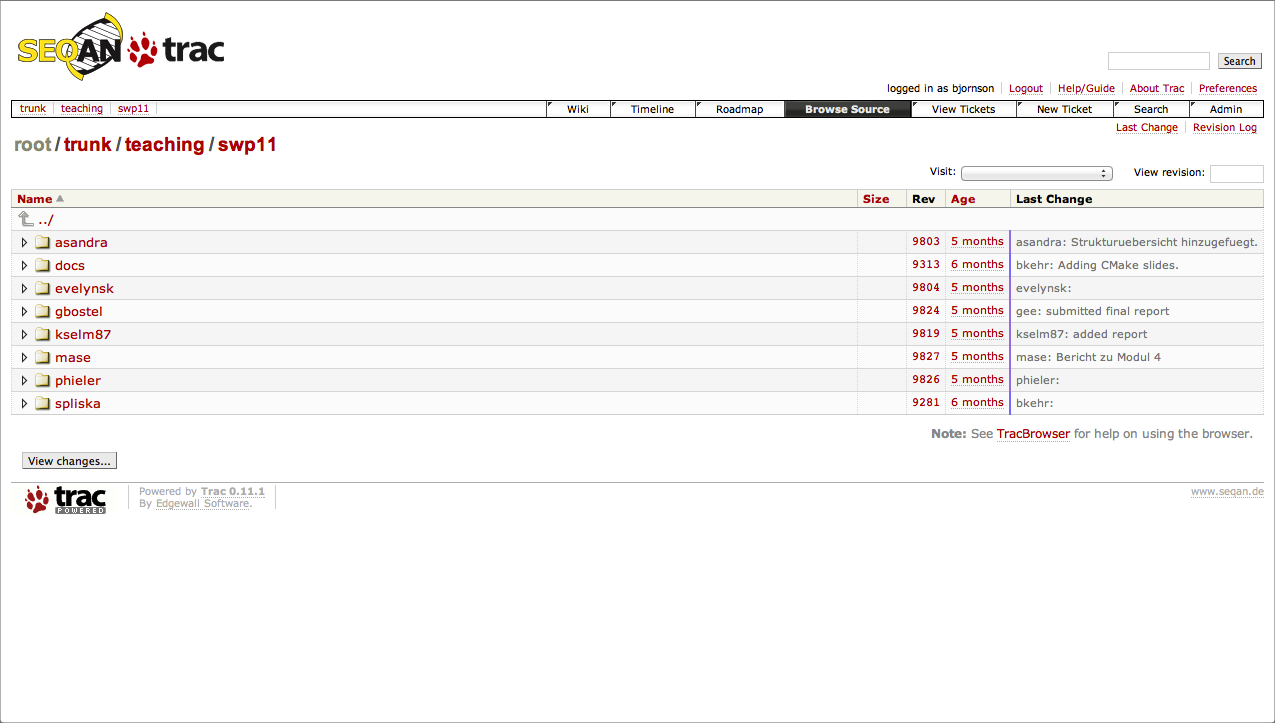 SEQAN trac
Search
logged in as bjornson Logout Help/Guide About Trac Preferences
trunk teaching swp11 Wiki Timeline Roadmap Browse Source View Tickets New Ticket Search Admin
Last Change Revision Log
root / trunk / teaching / swp11
Visit: View revision:
Name Size Rev Age Last Change
../
asandra 9803 5 months asandra: Strukturuebersicht hinzugefuegt.
docs 9313 6 months bkehr: Adding CMake slides.
evelynsk 9804 5 months evelynsk:
gbostel 9824 5 months gee: submitted final report
kselm87 9819 5 months kselm87: added report
mase 9827 5 months mase: Bericht zu Modul 4
phieler 9826 5 months phieler:
spliska 9281 6 months bkehr:
Note: See TracBrowser for help on using the browser.
View changes...
trac POWERED Powered by Trac 0.11.1 www.seqan.de
By Edgewall Software.